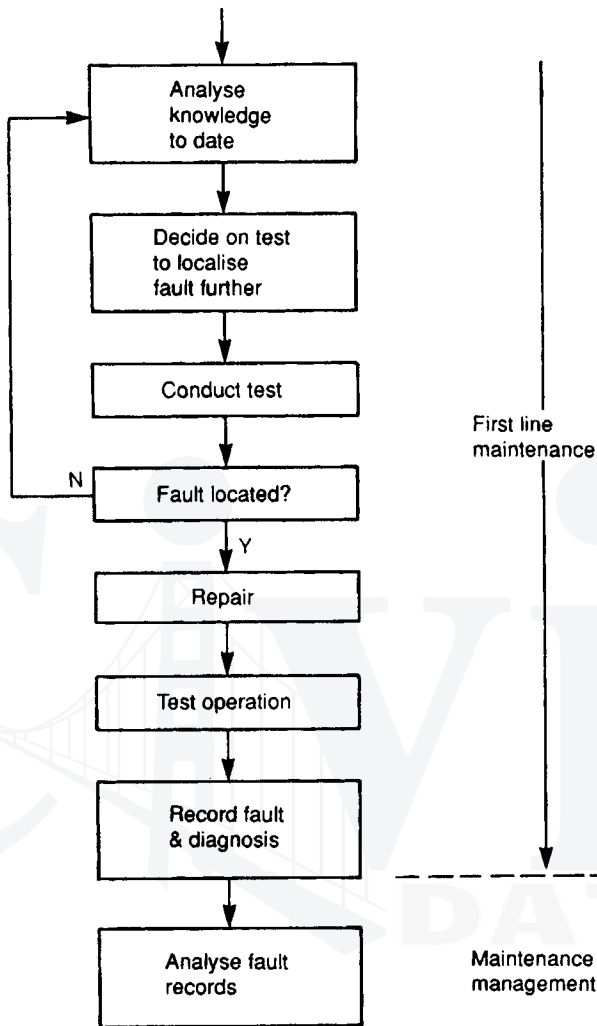 Analyse
knowledge
to date
Decide on test
to localise
fault further
Conduct test
First line
maintenance
N
Fault located?
Y
Repair
Test operation
Record fault
& diagnosis
DAT
Analyse fault
records
Maintenance
management